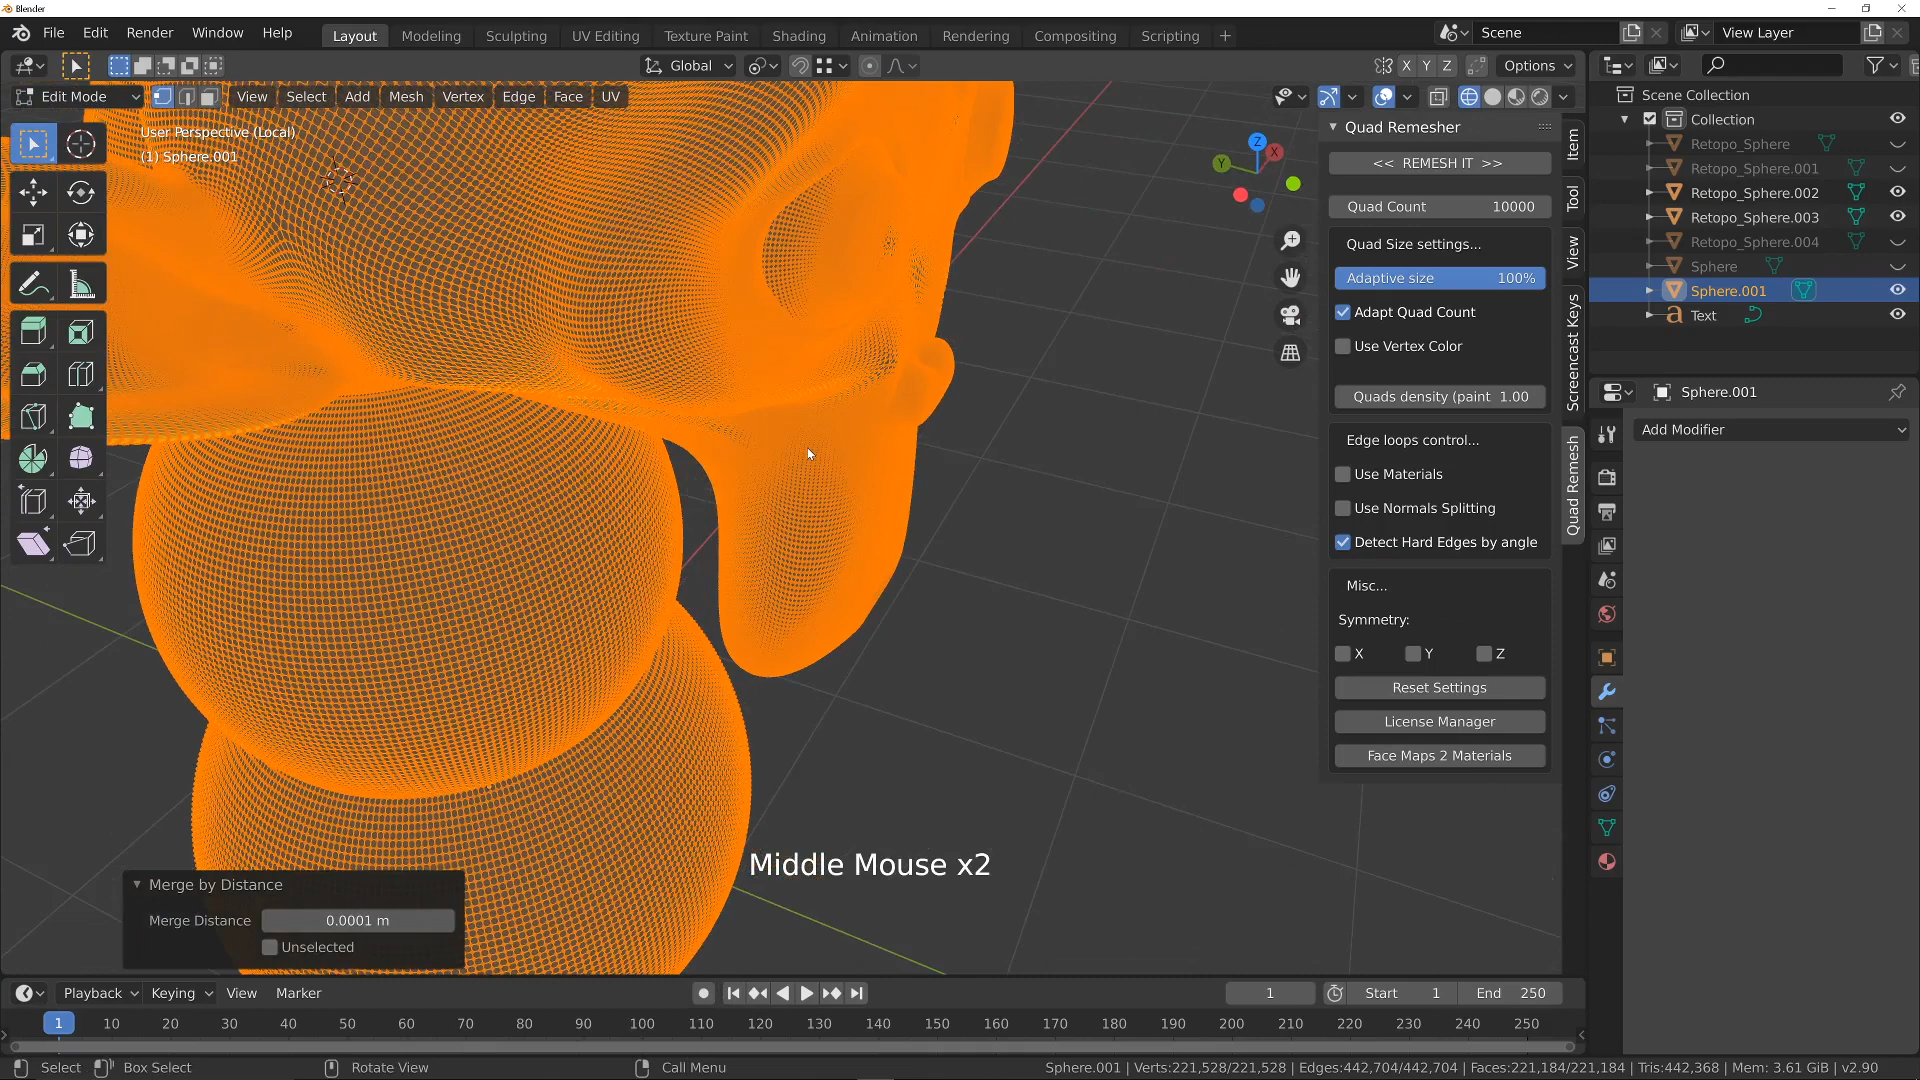 Blender
File Edit Render Window Help Layout Modeling Sculpting UV Editing Texture Paint Shading Animation Rendering Compositing Scripting + Scene View Layer
Global X Y Z Options
Edit Mode View Select Add Mesh Vertex Edge Face UV
User Perspective (Local)
(1) Sphere.001
Z
X
Y
Quad Remesher
<< REMESH IT >>
Quad Count 10000
Quad Size settings...
Adaptive size 100%
Adapt Quad Count
Use Vertex Color
Quads density (paint 1.00
Edge loops control...
Use Materials
Use Normals Splitting
Detect Hard Edges by angle
Misc...
Symmetry:
X Y Z
Reset Settings
License Manager
Face Maps 2 Materials
Item
Tool
View
Screencast Keys
Quad Remesh
Scene Collection
Collection
Retopo_Sphere
Retopo_Sphere.001
Retopo_Sphere.002
Retopo_Sphere.003
Retopo_Sphere.004
Sphere
Sphere.001
Text
Sphere.001
Add Modifier
Middle Mouse x2
Merge by Distance
Merge Distance 0.0001 m
Unselected
Playback Keying View Marker 1 Start 1 End 250
1 10 20 30 40 50 60 70 80 90 100 110 120 130 140 150 160 170 180 190 200 210 220 230 240 250
Select Box Select Rotate View Call Menu Sphere.001 | Verts:221,528/221,528 | Edges:442,704/442,704 | Faces:221,184/221,184 | Tris:442,368 | Mem: 3.61 GiB | v2.90